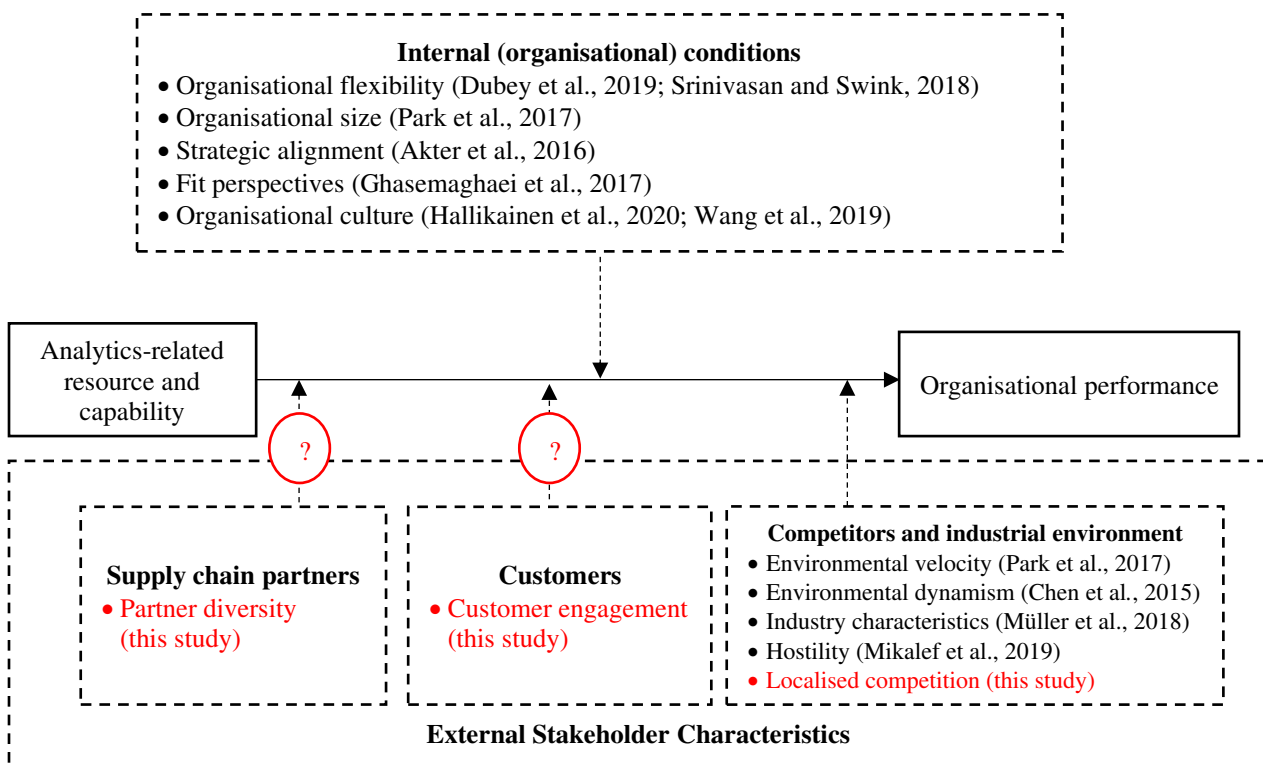 Internal (organisational) conditions
• Organisational flexibility (Dubey et al., 2019; Srinivasan and Swink, 2018)
• Organisational size (Park et al., 2017)
• Strategic alignment (Akter et al., 2016)
• Fit perspectives (Ghasemaghaei et al., 2017)
• Organisational culture (Hallikainen et al., 2020; Wang et al., 2019)
Analytics-related
resource and
capability
Organisational performance
?
?
Supply chain partners
• Partner diversity
(this study)
Customers
• Customer engagement
(this study)
Competitors and industrial environment
• Environmental velocity (Park et al., 2017)
• Environmental dynamism (Chen et al., 2015)
• Industry characteristics (Müller et al., 2018)
• Hostility (Mikalef et al., 2019)
• Localised competition (this study)
External Stakeholder Characteristics